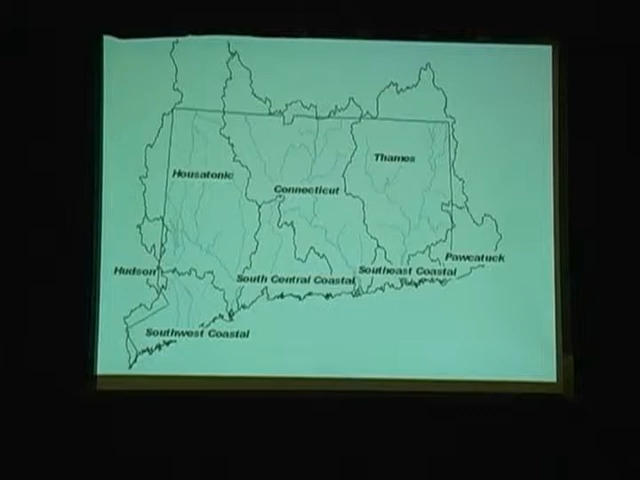 Thames
Housatonic
Connecticut
Pawcatuck
Hudson
Southeast Coastal
South Central Coastal
Southwest Coastal